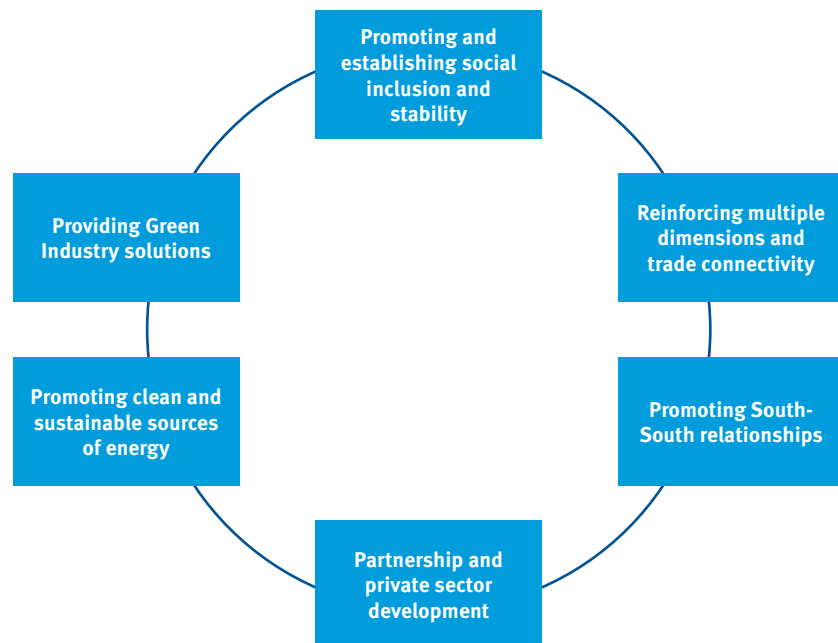 Promoting and
establishing social
inclusion and
stability
Providing Green
Industry solutions
Reinforcing multiple
dimensions and
trade connectivity
Promoting clean and
sustainable sources
of energy
Promoting South-
South relationships
Partnership and
private sector
development